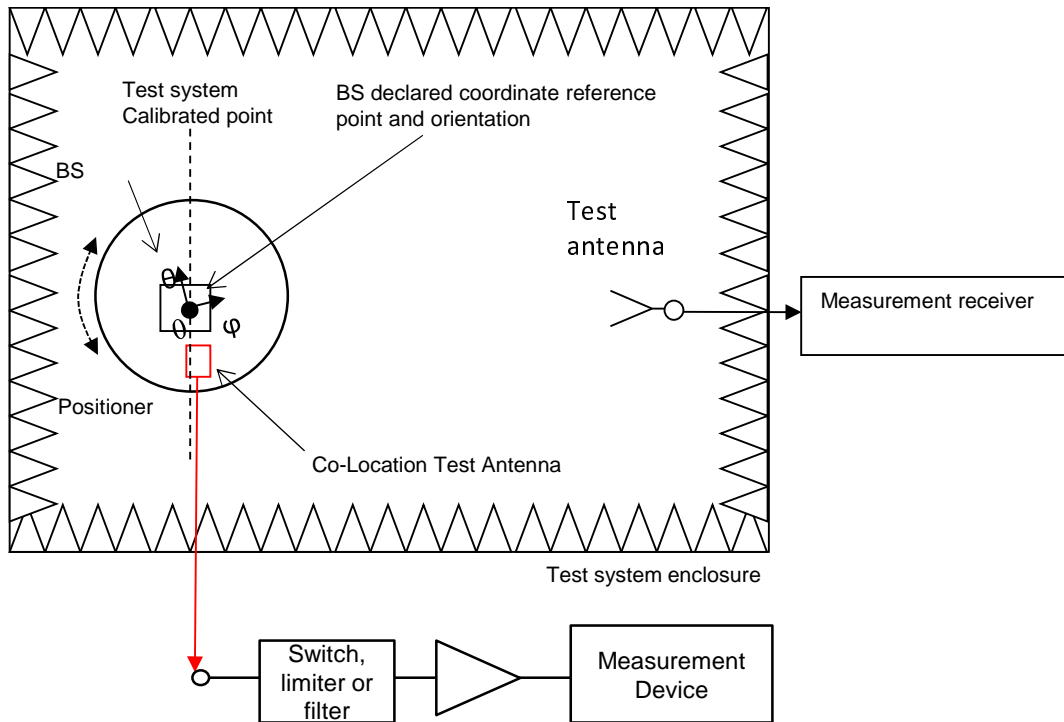 Test system
Calibrated point
BS declared coordinate reference
point and orientation
BS
Test
antenna
θ
θ
φ
Measurement receiver
Positioner
Co-Location Test Antenna
Test system enclosure
Switch,
limiter or
filter
Measurement
Device